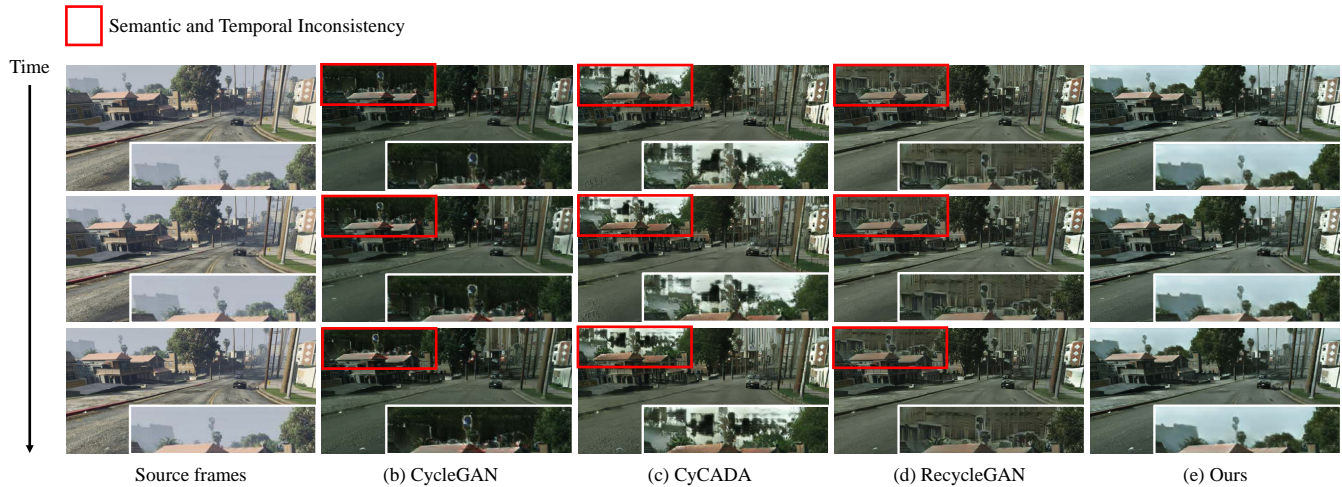 Semantic and Temporal Inconsistency
Time
Source frames
(b) CycleGAN
(c) CyCADA
(d) RecycleGAN
(e) Ours